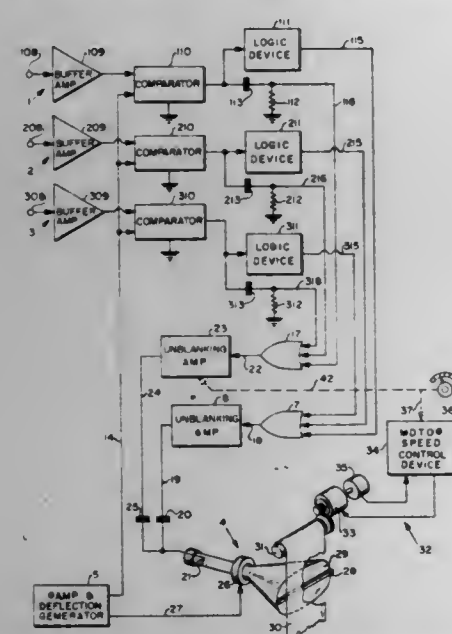 111
LOGIC
DEVICE
115
108
109
BUFFER
AMP
1
110
COMPARATOR
113
112
116
211
LOGIC
DEVICE
215
208
209
BUFFER
AMP
2
210
COMPARATOR
216
213
212
308
309
BUFFER
AMP
3
310
COMPARATOR
311
LOGIC
DEVICE
315
318
313
312
23
UNBLANKING
AMP
22
17
42
24
UNBLANKING
AMP
18
7
37
36
14
19
MOTOR
SPEED
CONTROL
DEVICE
34
35
25
20
4
33
32
31
21
29
28
26
5
RAMP &
DEFLECTION
GENERATOR
27
30